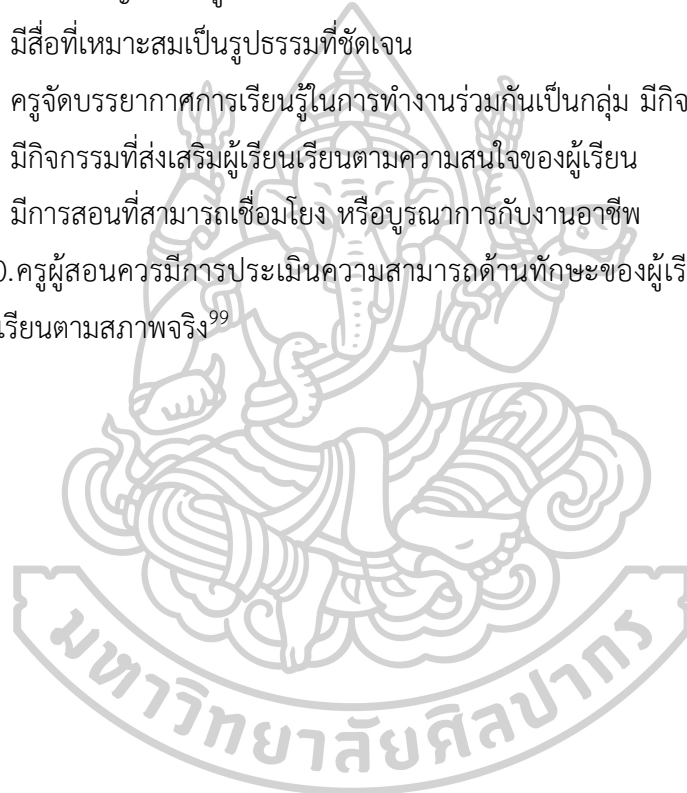 มีสื่อที่เหมาะสมเป็นรูปธรรมที่ชัดเจน
ครูจัดบรรยากาศการเรียนรู้ในการทำงานร่วมกันเป็นกลุ่ม มีกิจ
มีกิจกรรมที่ส่งเสริมผู้เรียนเรียนตามความสนใจของผู้เรียน
มีการสอนที่สามารถเชื่อมโยง หรือบูรณาการกับงานอาชีพ
0.ครูผู้สอนควรมีการประเมินความสามารถด้านทักษะของผู้เรี
เรียนตามสภาพจริง99
มหาวิทยาลัยศิลปากร